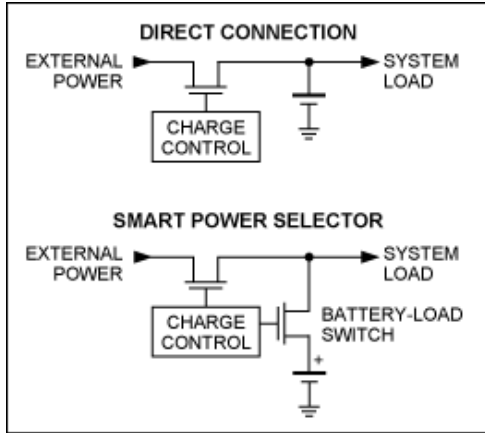 DIRECT CONNECTION
EXTERNAL
POWER
SYSTEM
LOAD
CHARGE
CONTROL
SMART POWER SELECTOR
EXTERNAL
POWER
SYSTEM
LOAD
CHARGE
CONTROL
BATTERY-LOAD
SWITCH
+